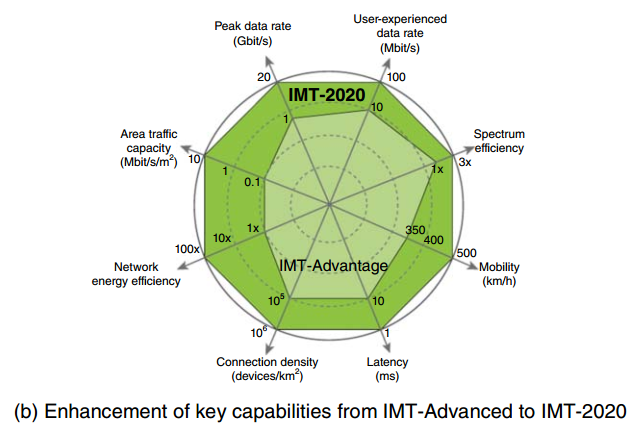 Peak data rate
(Gbit/s)
User-experienced
data rate
(Mbit/s)
20
100
IMT-2020
1
10
Area traffic
capacity
(Mbit/s/m²)
10
1
0.1
Spectrum
efficiency
1x
3x
1x
10x
100x
350
400
500
Network
energy efficiency
Mobility
(km/h)
IMT-Advantage
10⁵
10
10⁶
1
Connection density
(devices/km²)
Latency
(ms)
(b) Enhancement of key capabilities from IMT-Advanced to IMT-2020